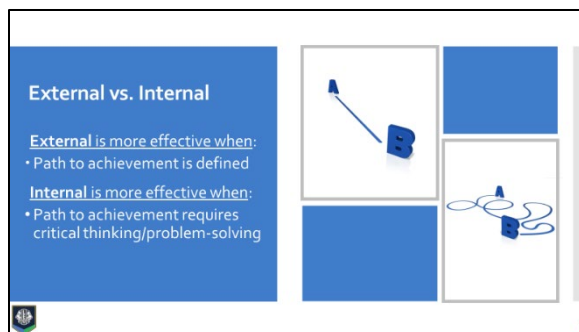 External vs. Internal
External is more effective when:
• Path to achievement is defined
Internal is more effective when:
• Path to achievement requires
critical thinking/problem-solving
A
B
A
B